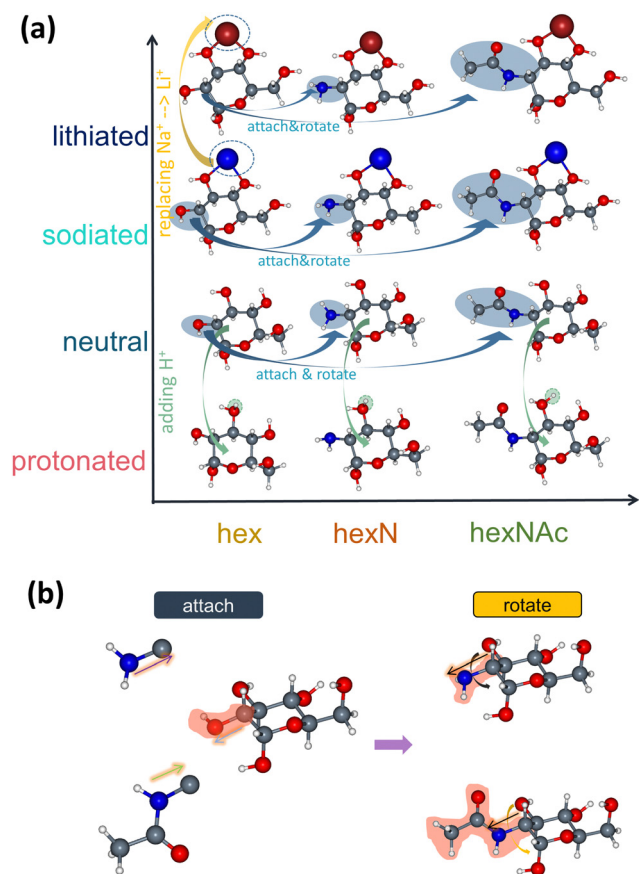 (a)
lithiated
sodiated
neutral
protonated
replacing Na⁺ --> Li⁺
adding H⁺
attach&rotate
attach&rotate
attach & rotate
hex
hexN
hexNAc
(b)
attach
rotate